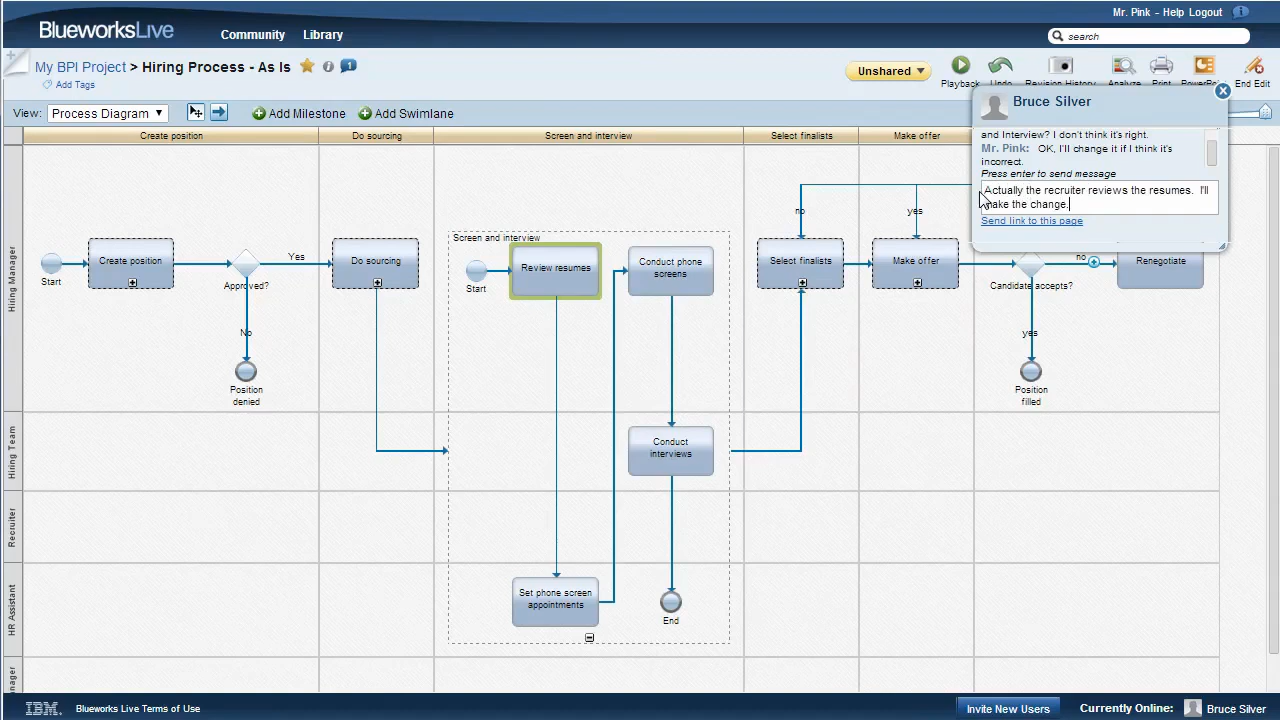 Mr. Pink - Help Logout
BlueworksLive
Community
Library
search
My BPI Project > Hiring Process - As Is
1
Add Tags
Unshared
Playback
Undo
Revision History
Analyze
Print
End Edit
View:
Process Diagram
Add Milestone
Add Swimlane
Bruce Silver
and Interview? I don't think it's right.
Mr. Pink: OK, I'll change it if I think it's
incorrect.
Press enter to send message
Actually the recruiter reviews the resumes. I'll
make the change.
Send link to this page
Create position
Do sourcing
Screen and interview
Select finalists
Make offer
Hiring Manager
Start
Create position
Approved?
Yes
No
Position
denied
Do sourcing
Screen and interview
Start
Review resumes
Conduct phone
screens
no
yes
Select finalists
Make offer
Candidate accepts?
no
yes
Position
filled
Renegotiate
Hiring Team
Conduct
interviews
Recruiter
HR Assistant
Set phone screen
appointments
End
IBM.
Blueworks Live Terms of Use
Invite New Users
Currently Online:
Bruce Silver